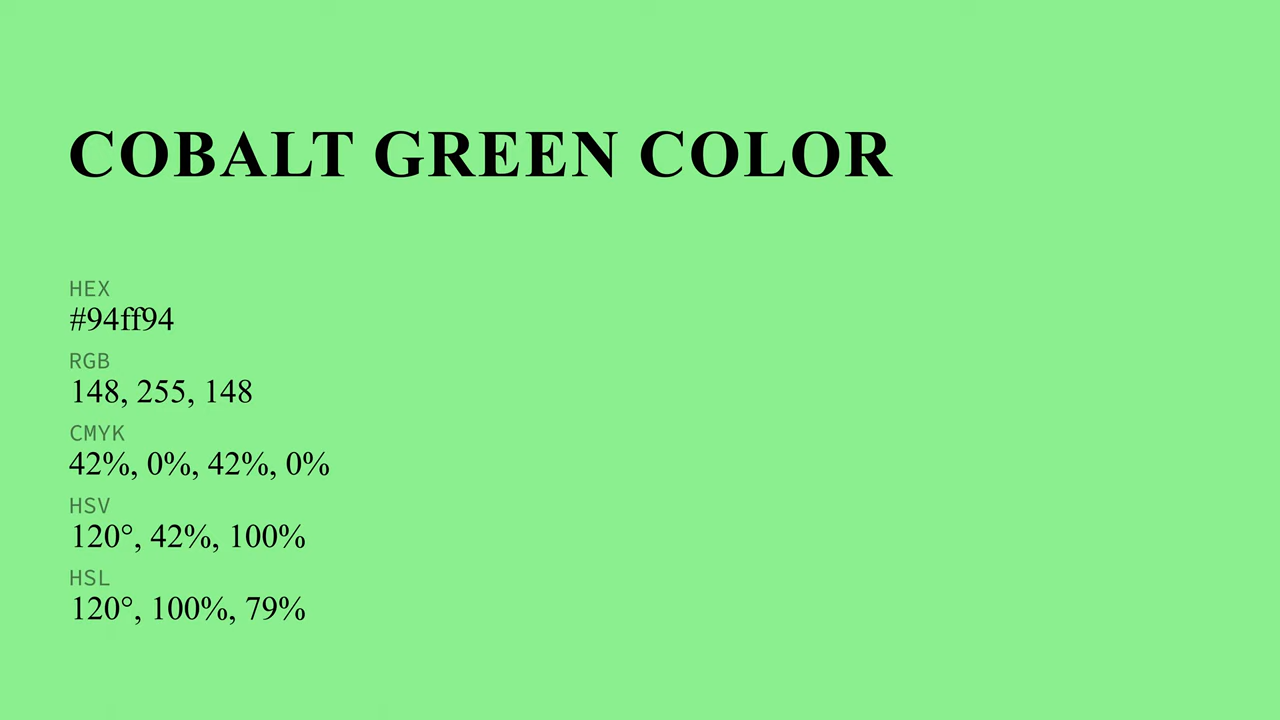 COBALT GREEN COLOR
HEX
#94ff94
RGB
148, 255, 148
CMYK
42%, 0%, 42%, 0%
HSV
120°, 42%, 100%
HSL
120°, 100%, 79%